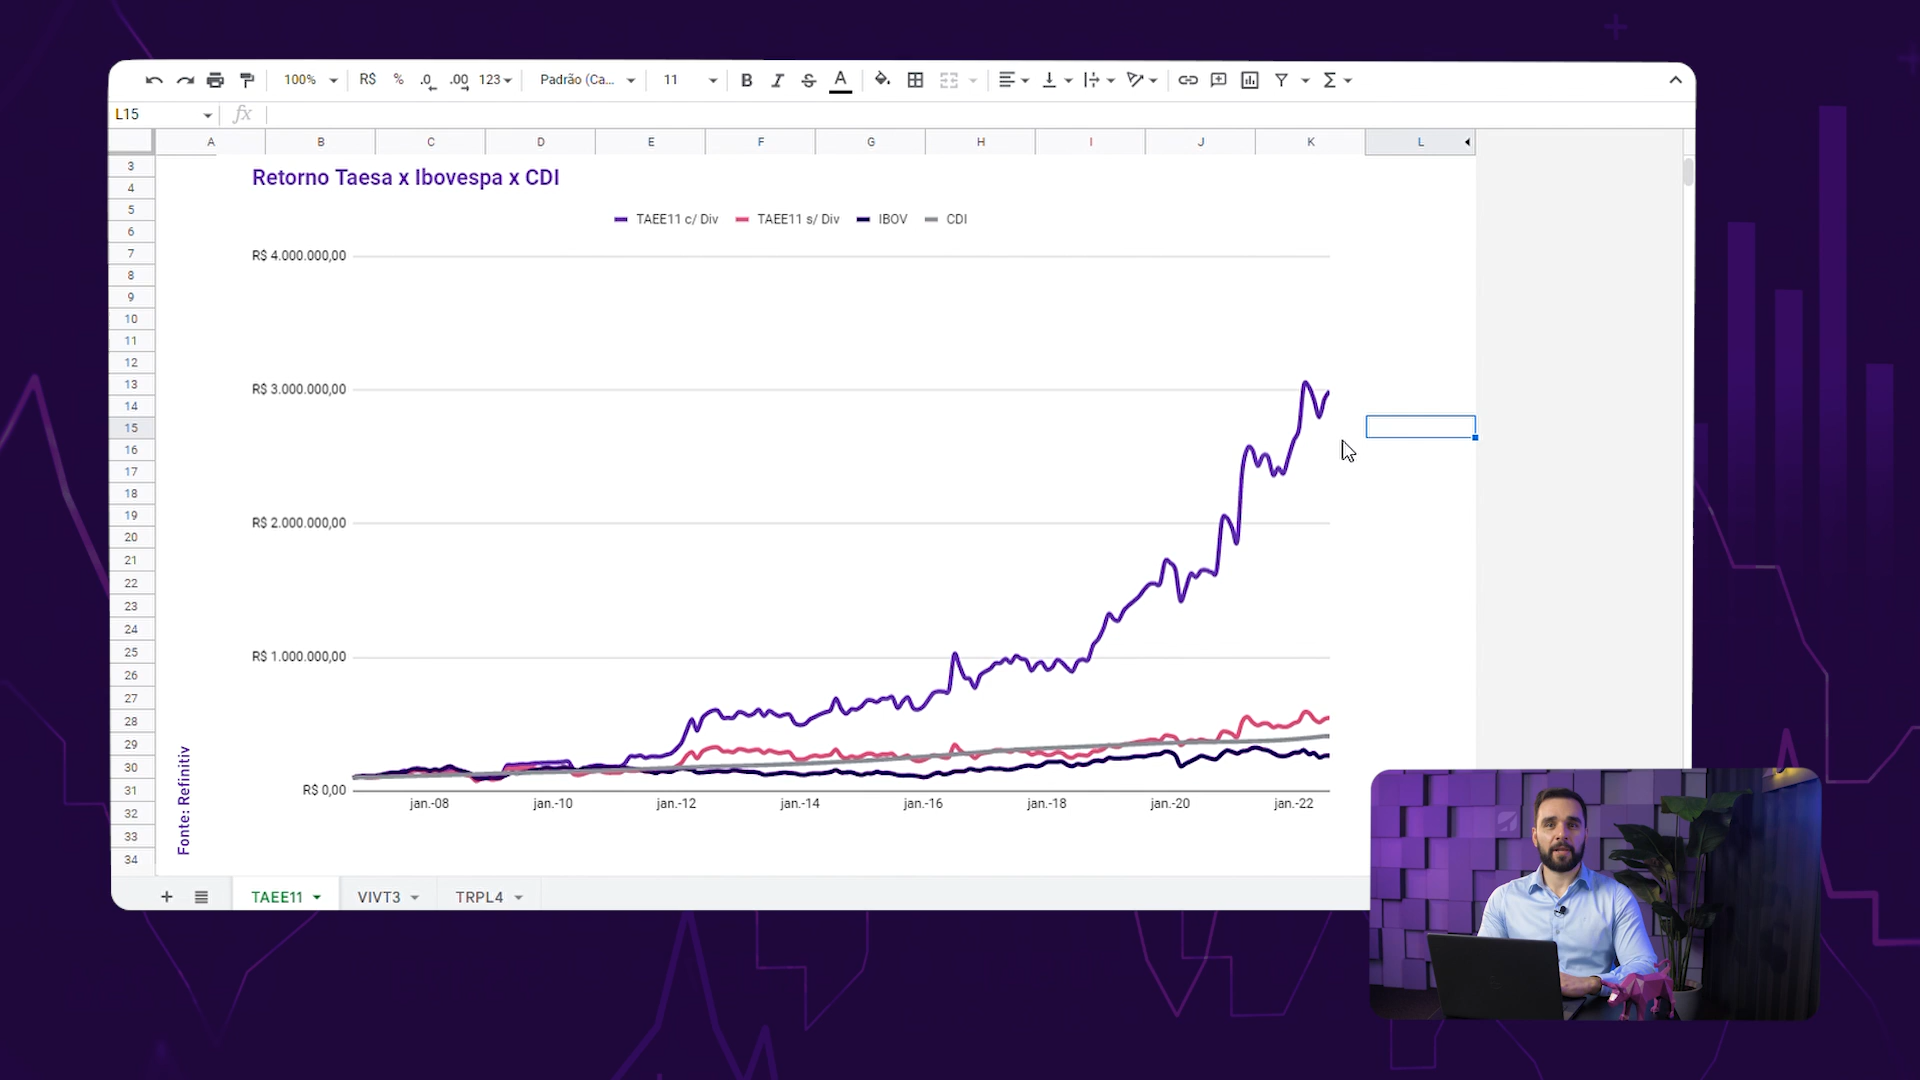 100%
R$
%
.0
.00
123
Padrão (Ca...
11
B
I
S
A
Σ
L15
fx
A
B
C
D
E
F
G
H
I
J
K
L
3
4
5
6
7
8
9
10
11
12
13
14
15
16
17
18
19
20
21
22
23
24
25
26
27
28
29
30
31
32
33
34
Retorno Taesa x Ibovespa x CDI
TAEE11 c/ Div
TAEE11 s/ Div
IBOV
CDI
R$ 4.000.000,00
R$ 3.000.000,00
R$ 2.000.000,00
R$ 1.000.000,00
R$ 0,00
jan.-08
jan.-10
jan.-12
jan.-14
jan.-16
jan.-18
jan.-20
jan.-22
Fonte: Refinitiv
TAEE11
VIVT3
TRPL4